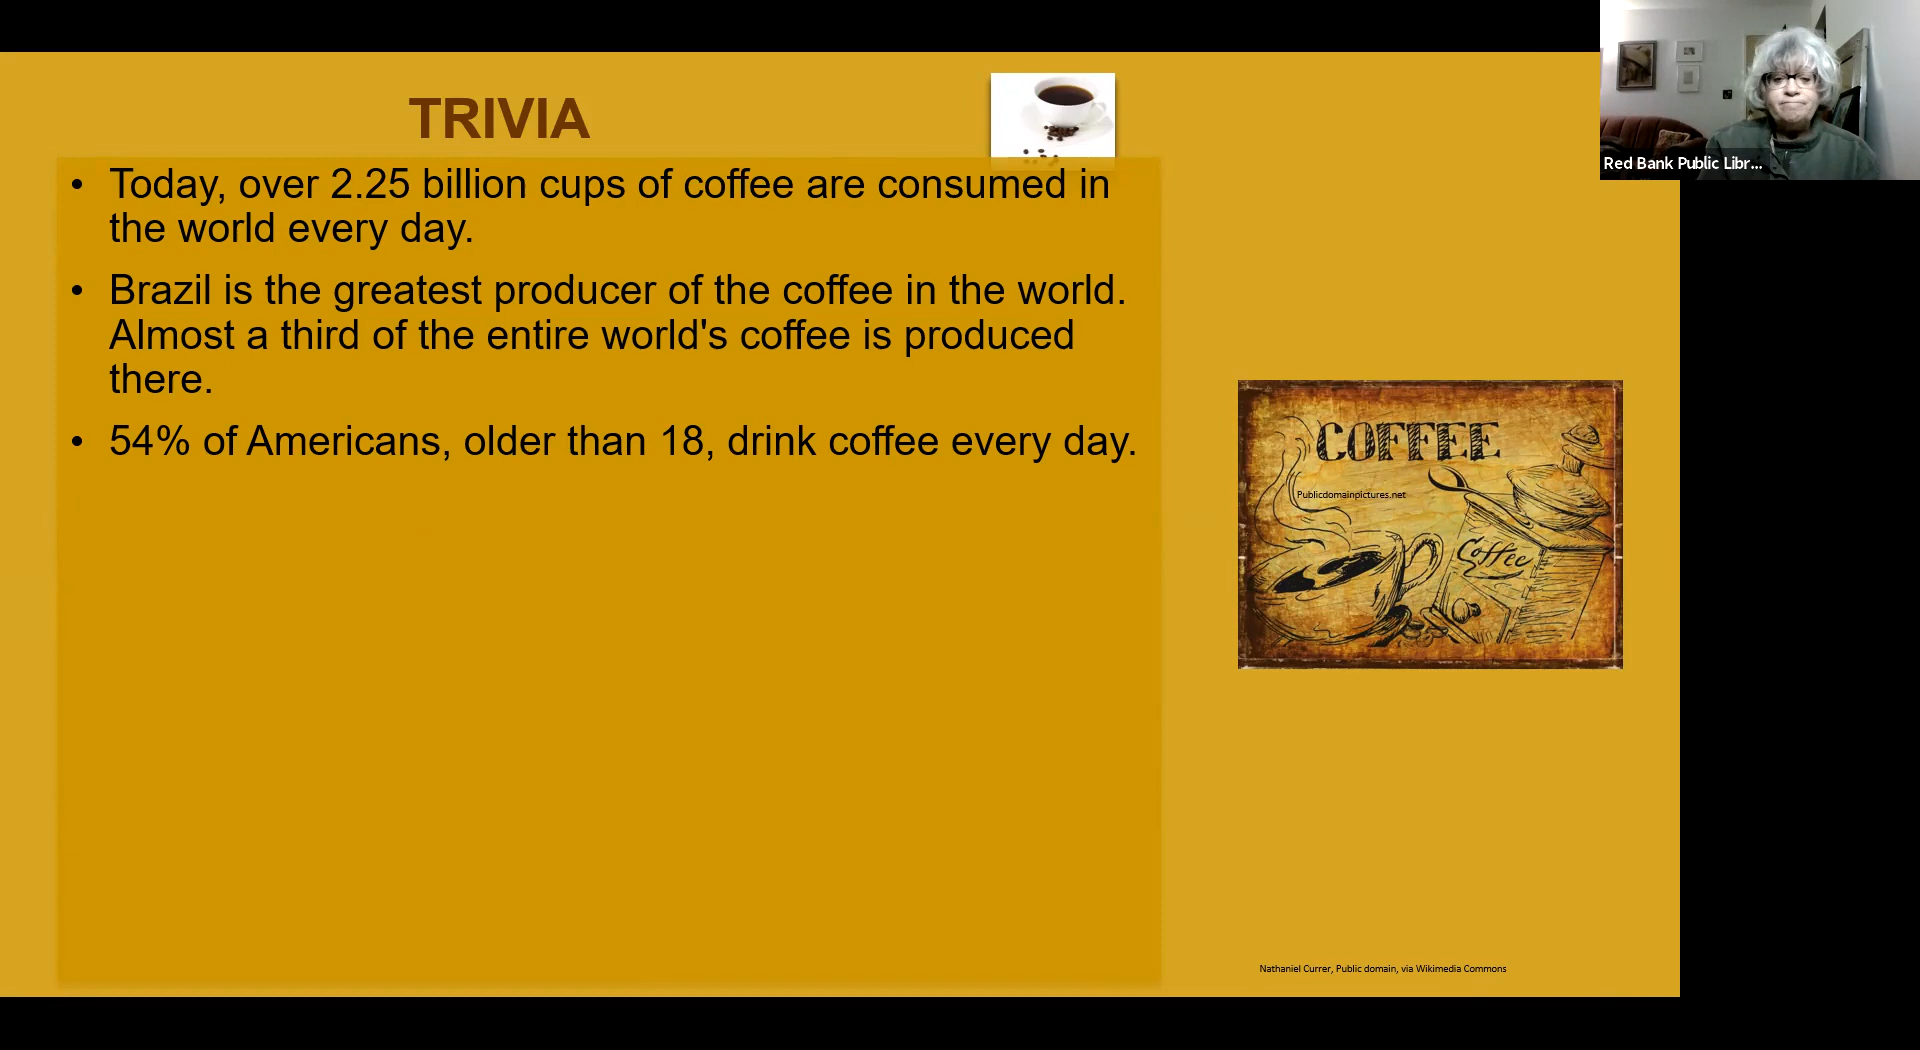 TRIVIA
• Today, over 2.25 billion cups of coffee are consumed in
the world every day.
• Brazil is the greatest producer of the coffee in the world.
Almost a third of the entire world's coffee is produced
there.
• 54% of Americans, older than 18, drink coffee every day.
Red Bank Public Libr...
COFFEE
Publicdomainpictures.net
Coffee
Nathaniel Currer, Public domain, via Wikimedia Commons